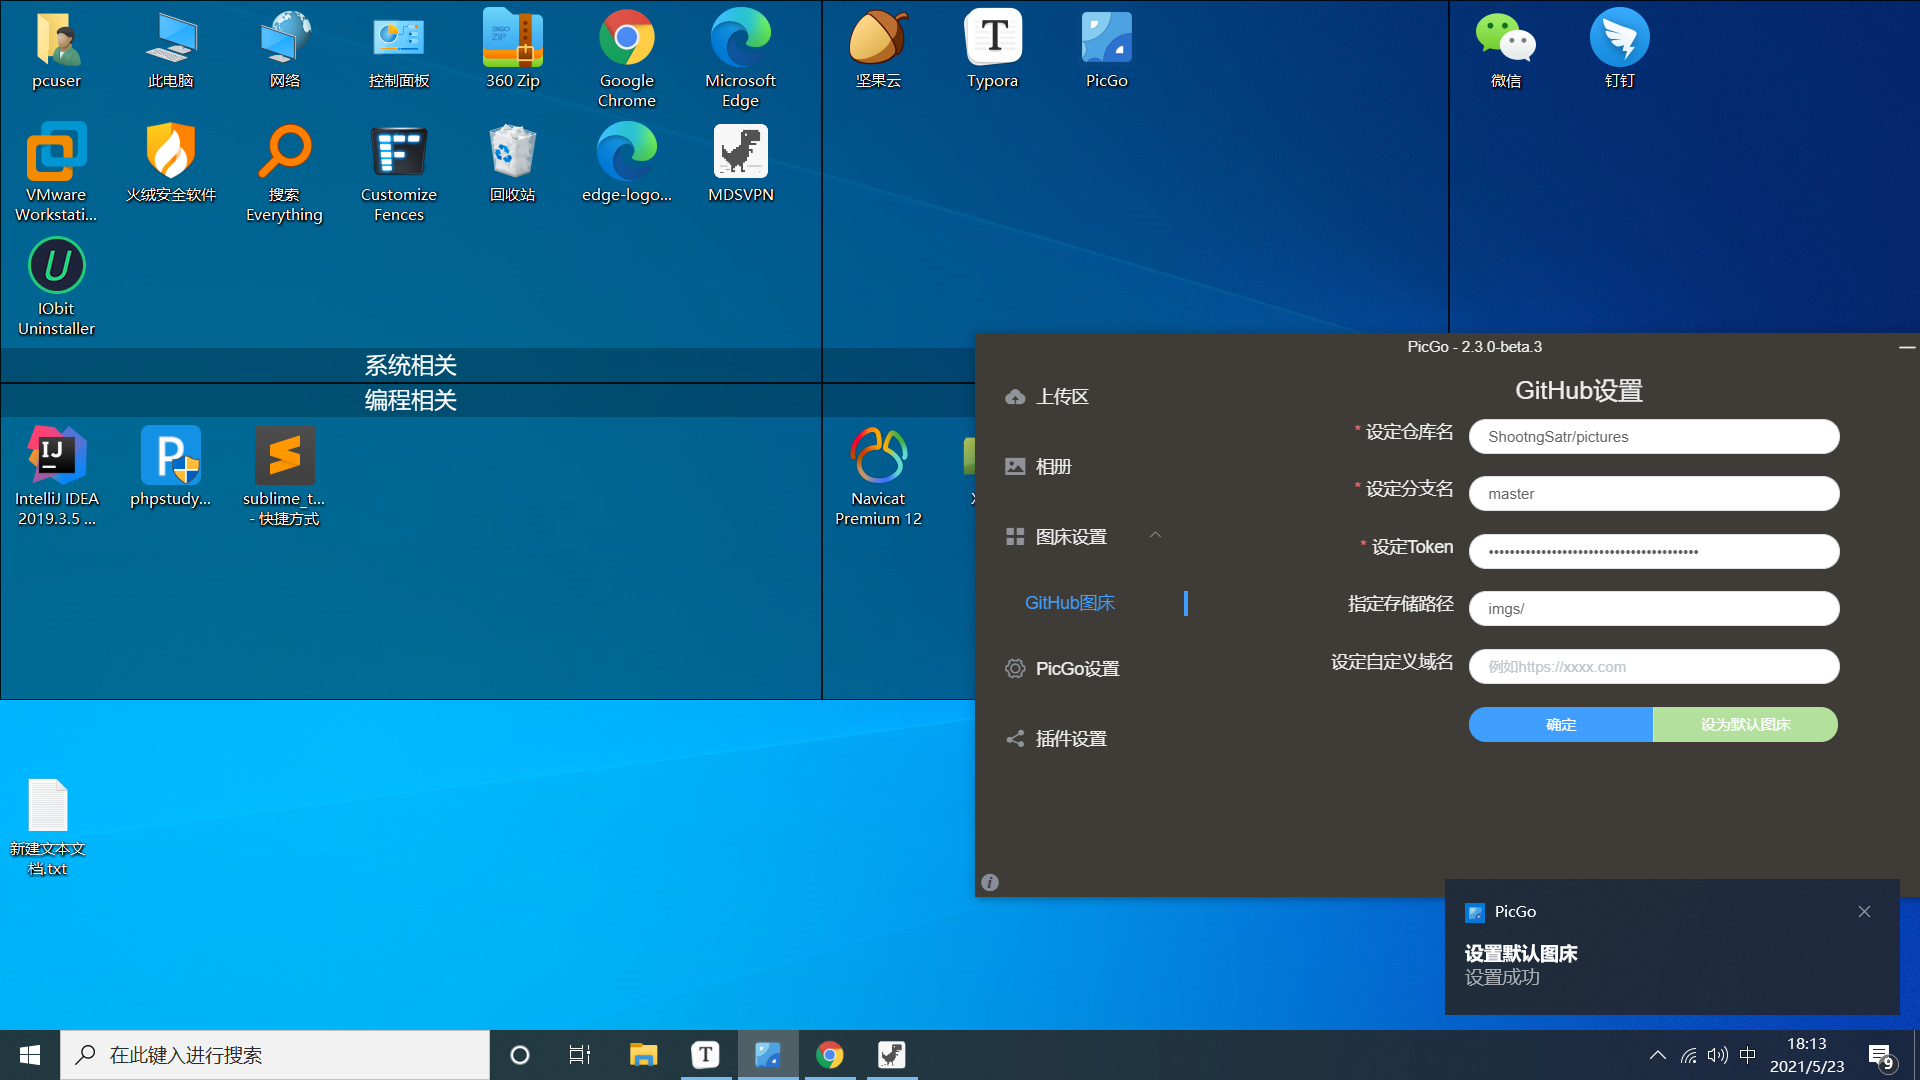 pcuser
此电脑
网络
控制面板
360 Zip
Google
Chrome
Microsoft
Edge
坚果云
Typora
PicGo
微信
钉钉
VMware
Workstati...
火绒安全软件
搜索
Everything
Customize
Fences
回收站
edge-logo...
MDSVPN
IObit
Uninstaller
系统相关
编程相关
IntelliJ IDEA
2019.3.5 ...
phpstudy...
sublime_t...
- 快捷方式
Navicat
Premium 12
新建文本文
档.txt
PicGo - 2.3.0-beta.3
上传区
相册
图床设置
GitHub图床
PicGo设置
插件设置
GitHub设置
* 设定仓库名
ShootngSatr/pictures
* 设定分支名
master
* 设定Token
指定存储路径
imgs/
设定自定义域名
例如https://xxxx.com
确定
设为默认图床
PicGo
设置默认图床
设置成功
在此键入进行搜索
中
18:13
2021/5/23
9